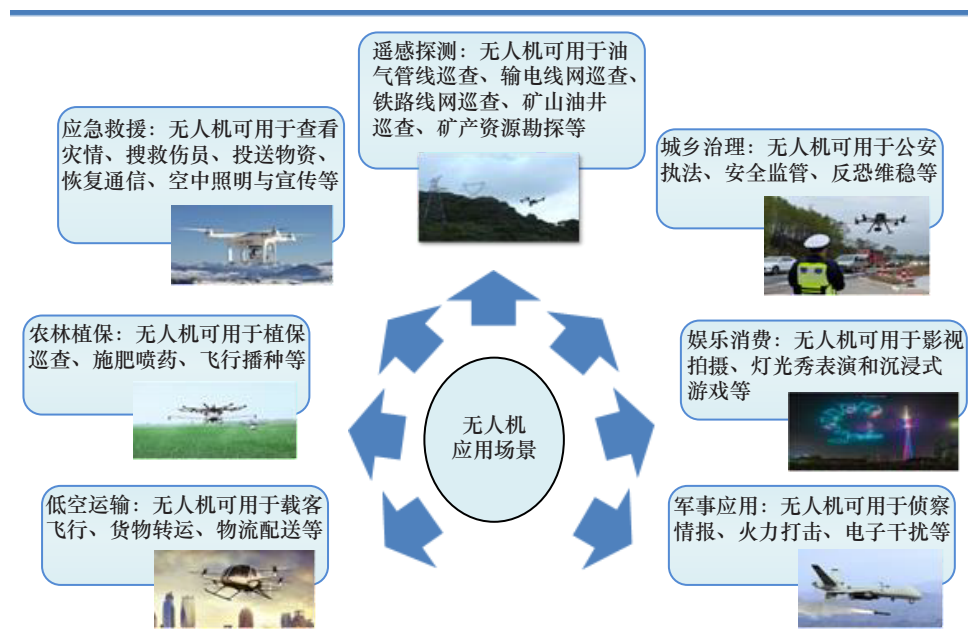 遥感探测：无人机可用于油
气管线巡查、输电线网巡查、
铁路线网巡查、矿山油井
巡查、矿产资源勘探等
应急救援：无人机可用于查看
灾情、搜救伤员、投送物资、
恢复通信、空中照明与宣传等
城乡治理：无人机可用于公安
执法、安全监管、反恐维稳等
农林植保：无人机可用于植保
巡查、施肥喷药、飞行播种等
娱乐消费：无人机可用于影视
拍摄、灯光秀表演和沉浸式
游戏等
无人机
应用场景
低空运输：无人机可用于载客
飞行、货物转运、物流配送等
军事应用：无人机可用于侦察
情报、火力打击、电子干扰等